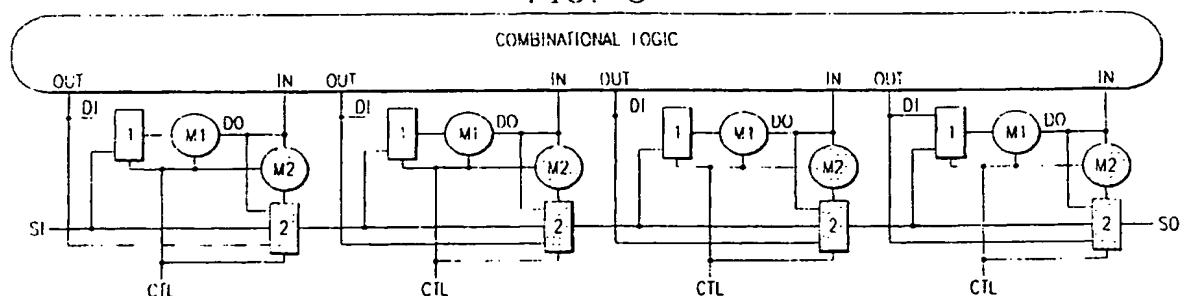 COMBINATIONAL LOGIC
OUT IN OUT IN OUT IN OUT IN
DI DI DI DI
1 M1 DO 1 M1 DO 1 M1 DO 1 M1 DO
M2 M2 M2 M2
SI 2 2 2 2 SO
CTL CTL CTL CTL